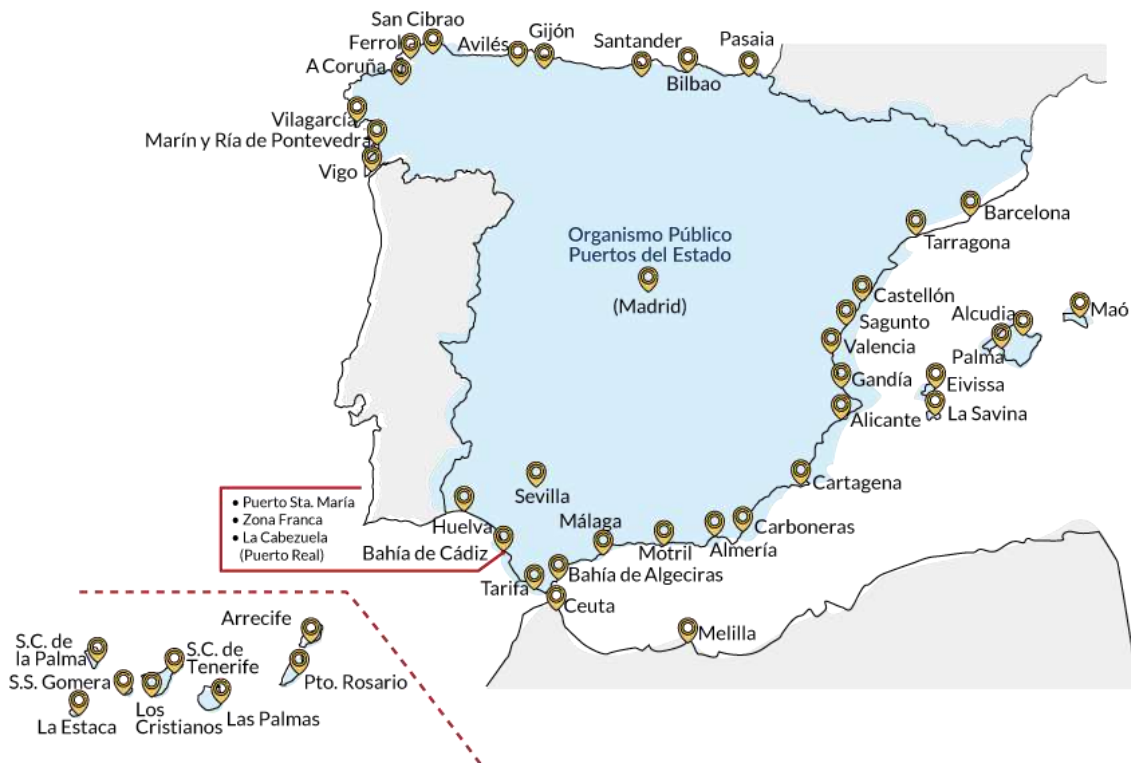 San Cibrao
Ferrol
Avilés
Gijón
Santander
Pasaia
A Coruña
Bilbao
Vilagarcía
Marín y Ría de Pontevedra
Vigo
Barcelona
Tarragona
Organismo Público
Puertos del Estado
(Madrid)
Castellón
Sagunto
Valencia
Gandía
Alicante
Alcudia
Maó
Palma
Eivissa
La Savina
Cartagena
Sevilla
Huelva
• Puerto Sta. María
• Zona Franca
• La Cabezuela
(Puerto Real)
Bahía de Cádiz
Málaga
Motril
Almería
Carboneras
Tarifa
Bahía de Algeciras
Ceuta
Melilla
Arrecife
S.C. de
la Palma
S.C. de
Tenerife
S.S. Gomera
Pto. Rosario
La Estaca
Los
Cristianos
Las Palmas